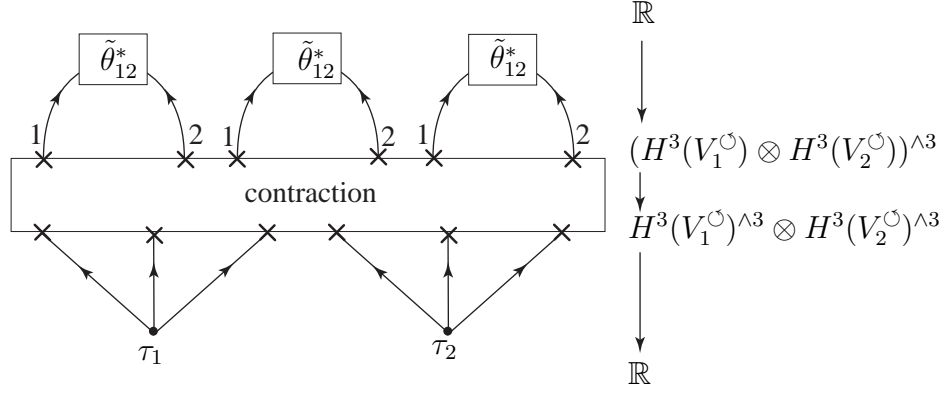 ℝ
θ̃*₁₂ θ̃*₁₂ θ̃*₁₂
1 2 1 2 1 2
(H³(V₁^↺) ⊗ H³(V₂^↺))^∧3
contraction
H³(V₁^↺)^∧3 ⊗ H³(V₂^↺)^∧3
τ₁ τ₂
ℝ